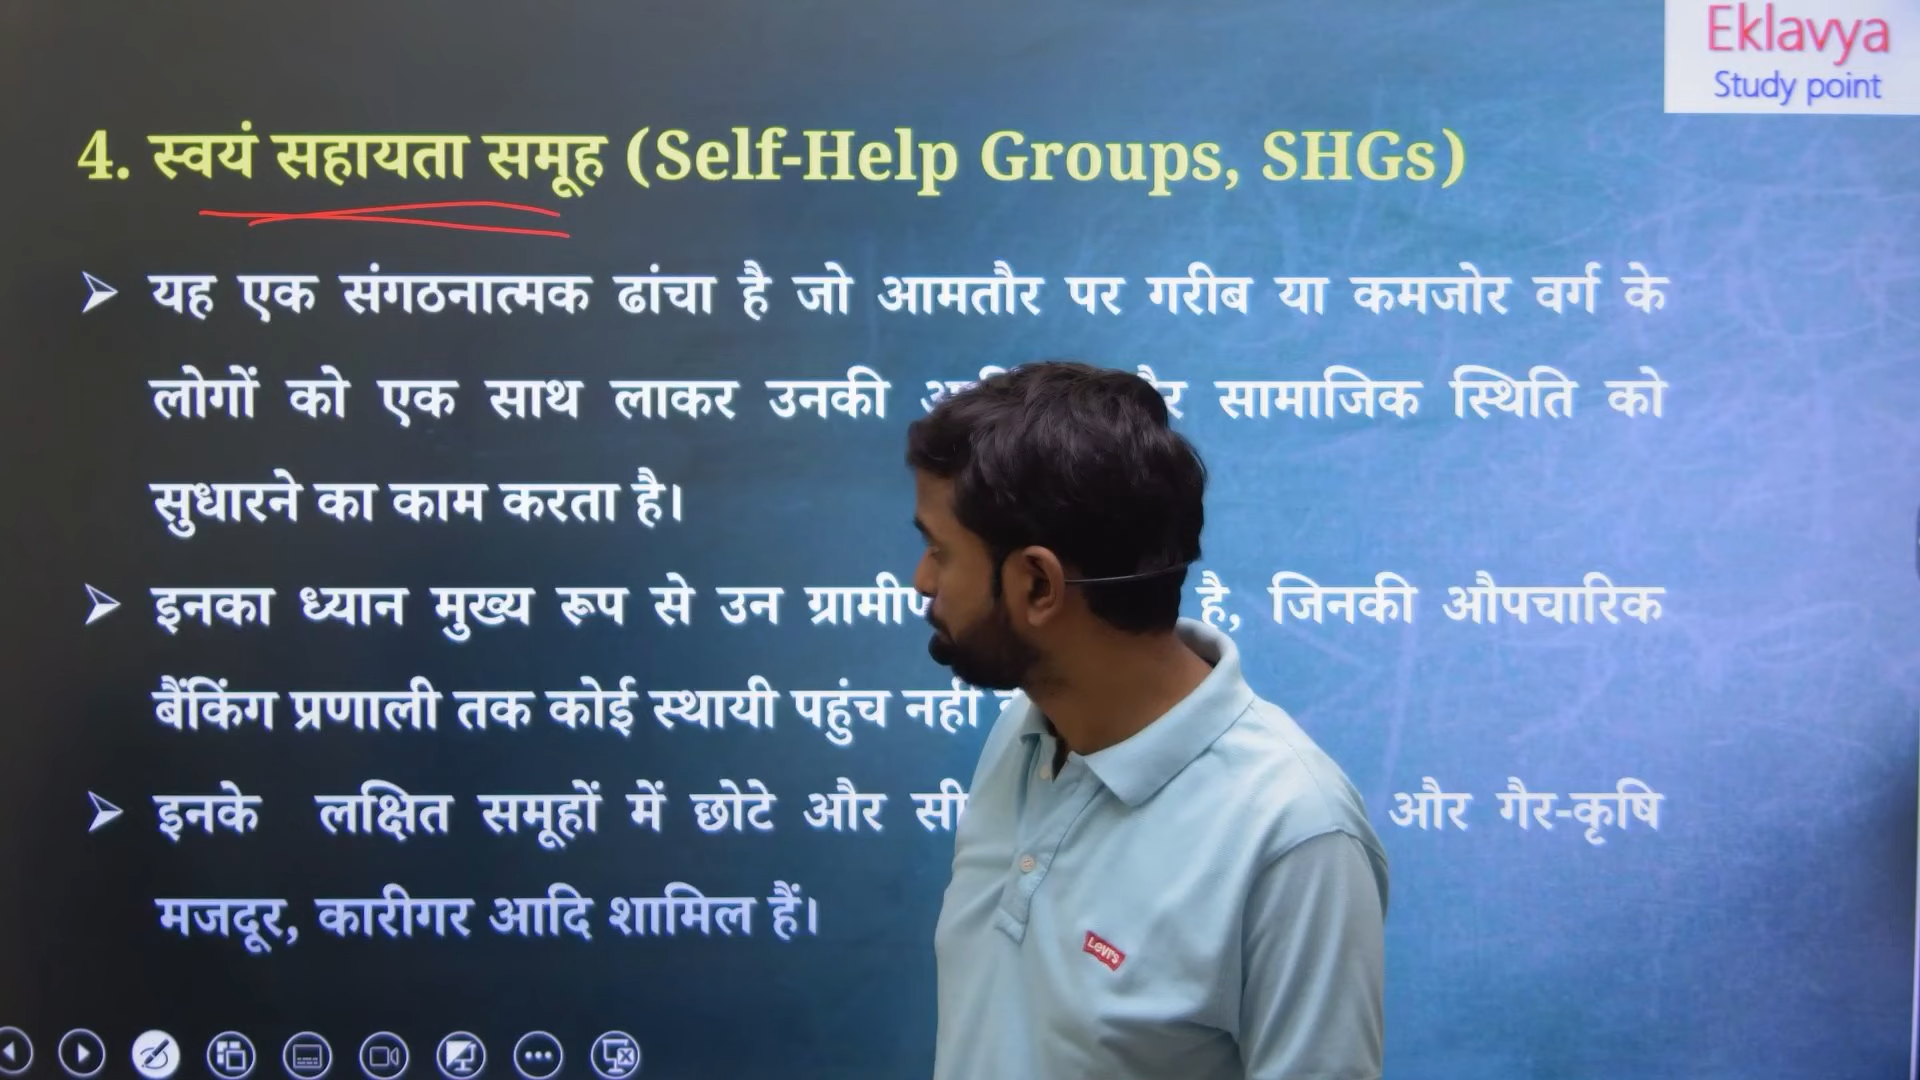 Eklavya
Study point
4. स्वयं सहायता समूह (Self-Help Groups, SHGs)
यह एक संगठनात्मक ढांचा है जो आमतौर पर गरीब या कमजोर वर्ग के
लोगों को एक साथ लाकर उनकी सामाजिक स्थिति को
सुधारने का काम करता है।
इनका ध्यान मुख्य रूप से उन है, जिनकी औपचारिक
बैंकिंग प्रणाली तक कोई स्थायी पहुंच नही
इनके लक्षित समूहों में छोटे और और गैर-कृषि
मजदूर, कारीगर आदि शामिल हैं।
Levi's